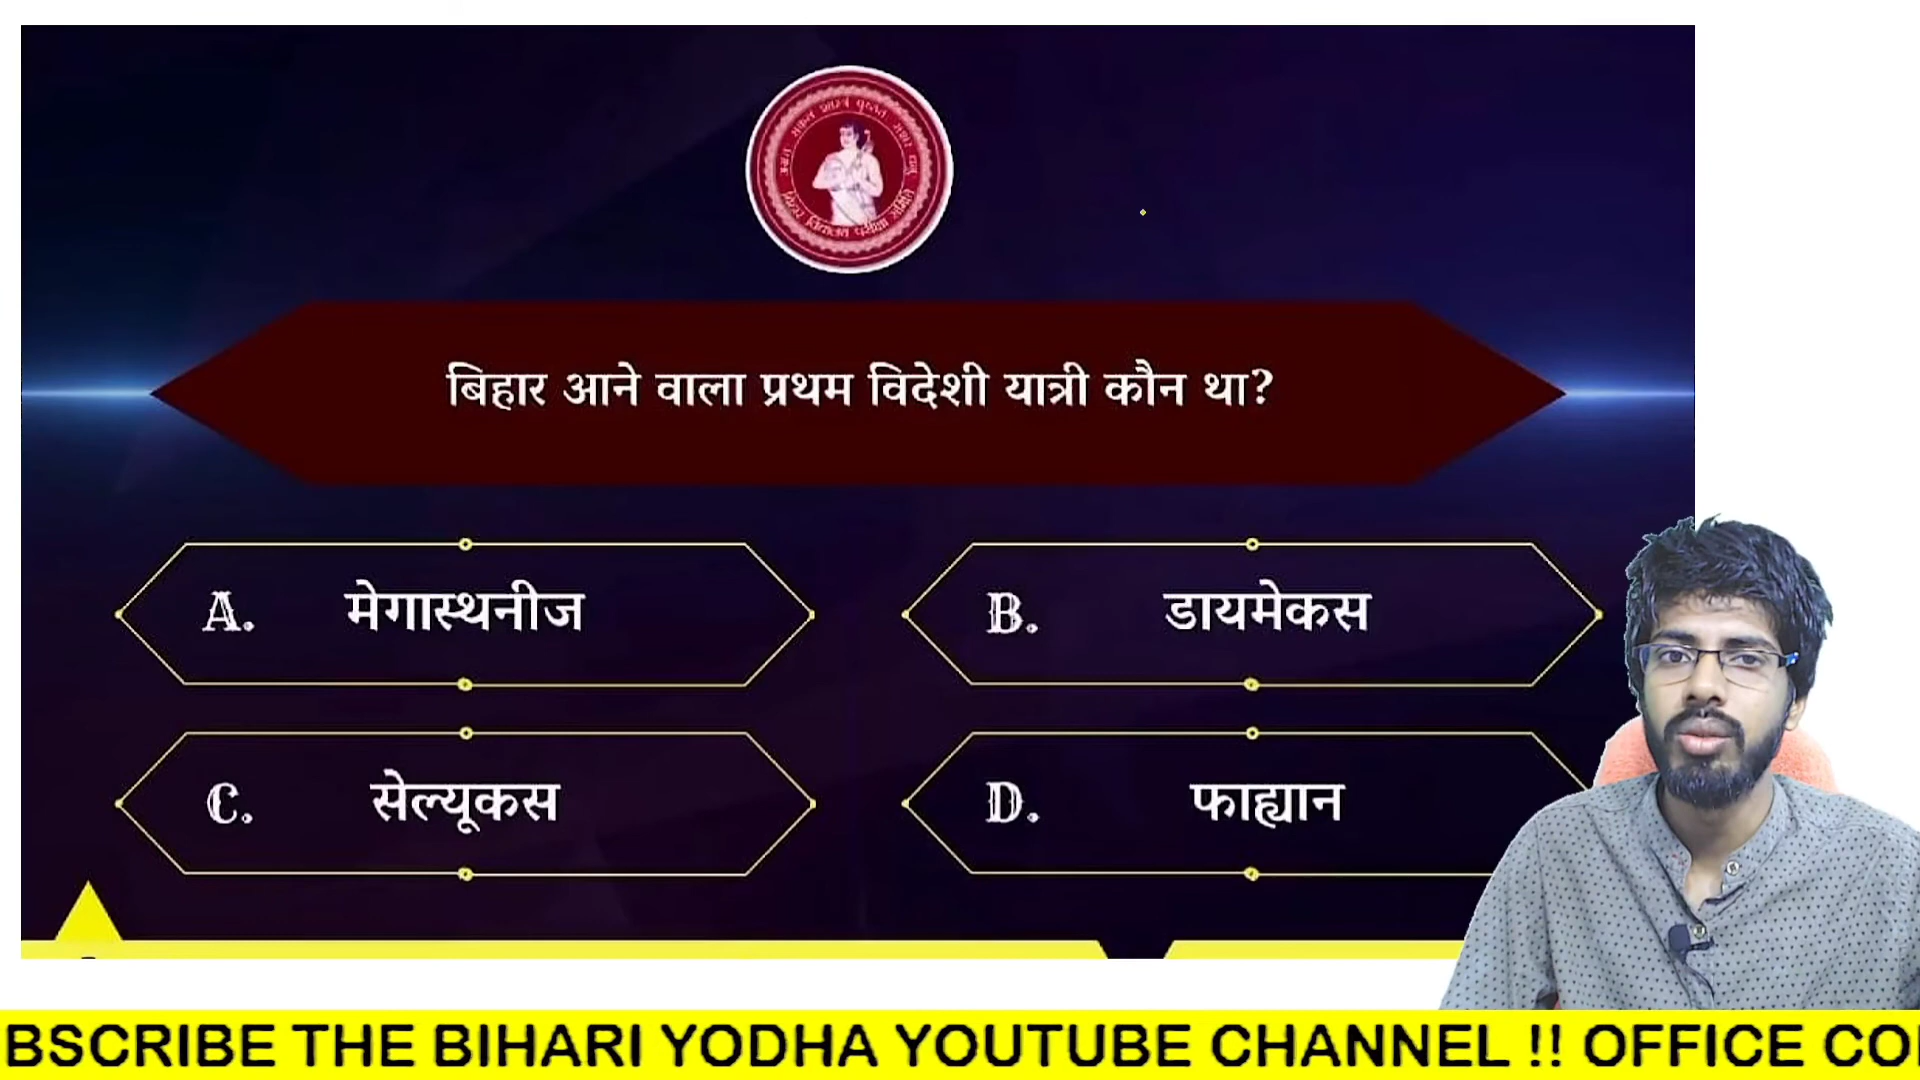 बिहार आने वाला प्रथम विदेशी यात्री कौन था?
A. मेगास्थनीज
B. डायमेकस
C. सेल्यूकस
D. फाह्यान
BSCRIBE THE BIHARI YODHA YOUTUBE CHANNEL !! OFFICE CO